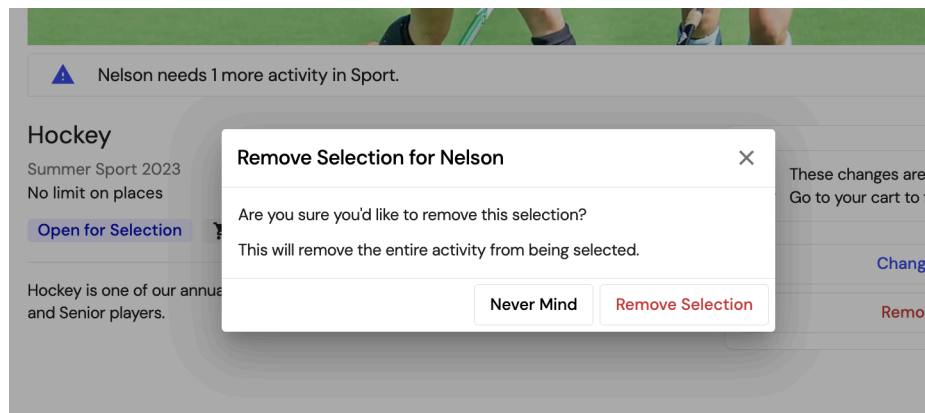 Nelson needs 1 more activity in Sport.
Hockey
Summer Sport 2023
No limit on places
Open for Selection
Hockey is one of our
and Senior players.
Remove Selection for Nelson
Are you sure you'd like to remove this selection?
This will remove the entire activity from being selected.
Never Mind
Remove Selection
These changes are
Go to your cart to